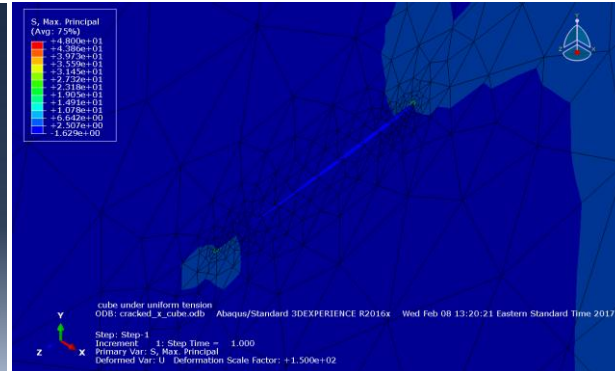 S, Max. Principal
(Avg: 75%)
+4.800e+01
+4.386e+01
+3.973e+01
+3.559e+01
+3.145e+01
+2.732e+01
+2.318e+01
+1.905e+01
+1.491e+01
+1.078e+01
+6.642e+00
+2.507e+00
-1.629e+00
Y
Z
X
cube under uniform tension
ODB: cracked_x_cube.odb Abaqus/Standard 3DEXPERIENCE R2016x Wed Feb 08 13:20:21 Eastern Standard Time 2017
Y
Z
X
Step: Step-1
Increment 1: Step Time = 1.000
Primary Var: S, Max. Principal
Deformed Var: U Deformation Scale Factor: +1.500e+02